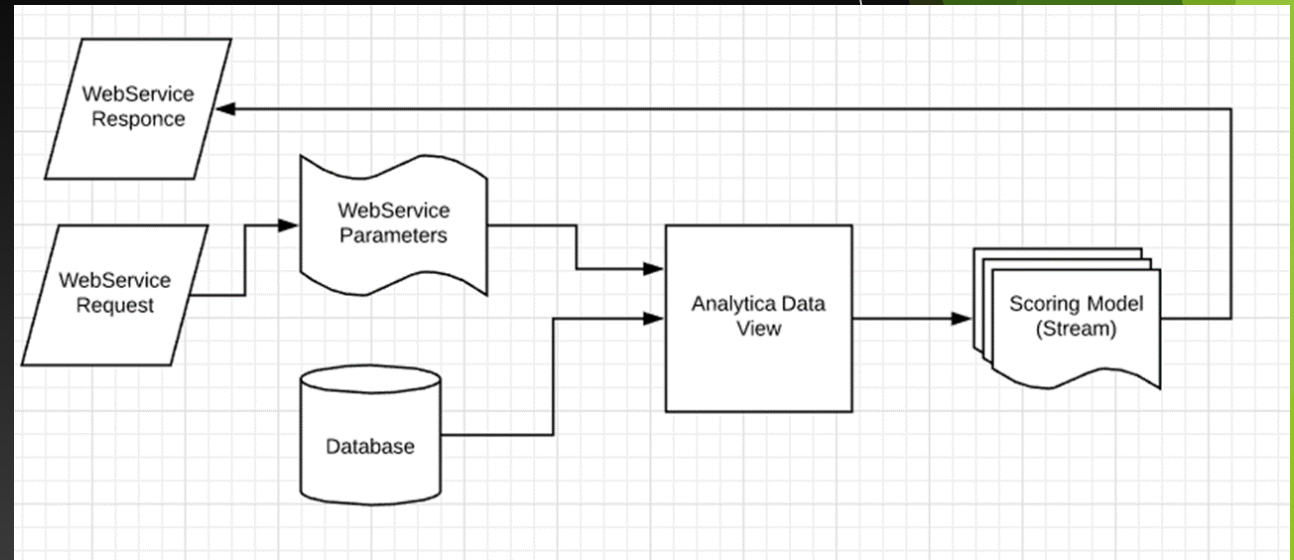 WebService
Responce
WebService
Parameters
WebService
Request
Analytica Data
View
Scoring Model
(Stream)
Database